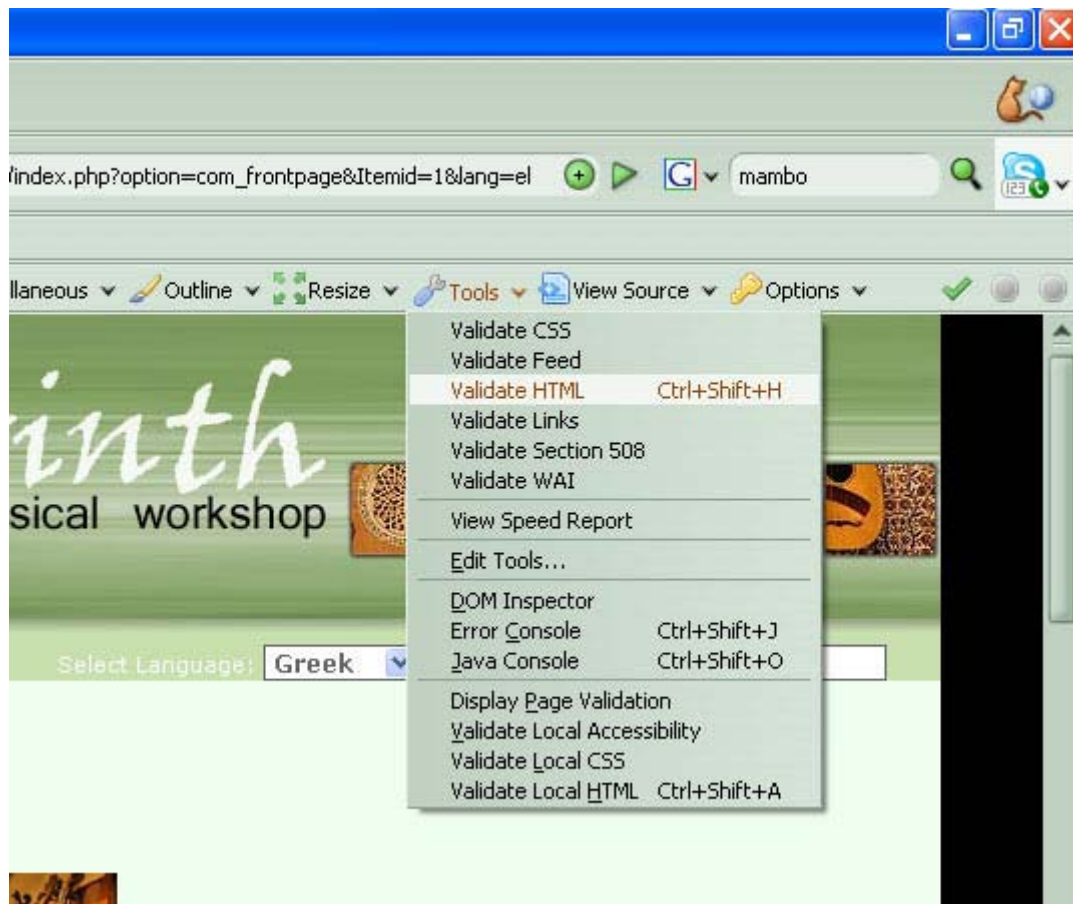 /index.php?option=com_frontpage&Itemid=1&lang=el
G
mambo
123
llaneous
Outline
Resize
Tools
View Source
Options
Validate CSS
Validate Feed
Validate HTML Ctrl+Shift+H
Validate Links
Validate Section 508
Validate WAI
View Speed Report
Edit Tools...
DOM Inspector
Error Console Ctrl+Shift+J
Java Console Ctrl+Shift+O
Display Page Validation
Validate Local Accessibility
Validate Local CSS
Validate Local HTML Ctrl+Shift+A
inth
sical workshop
Select Language: Greek